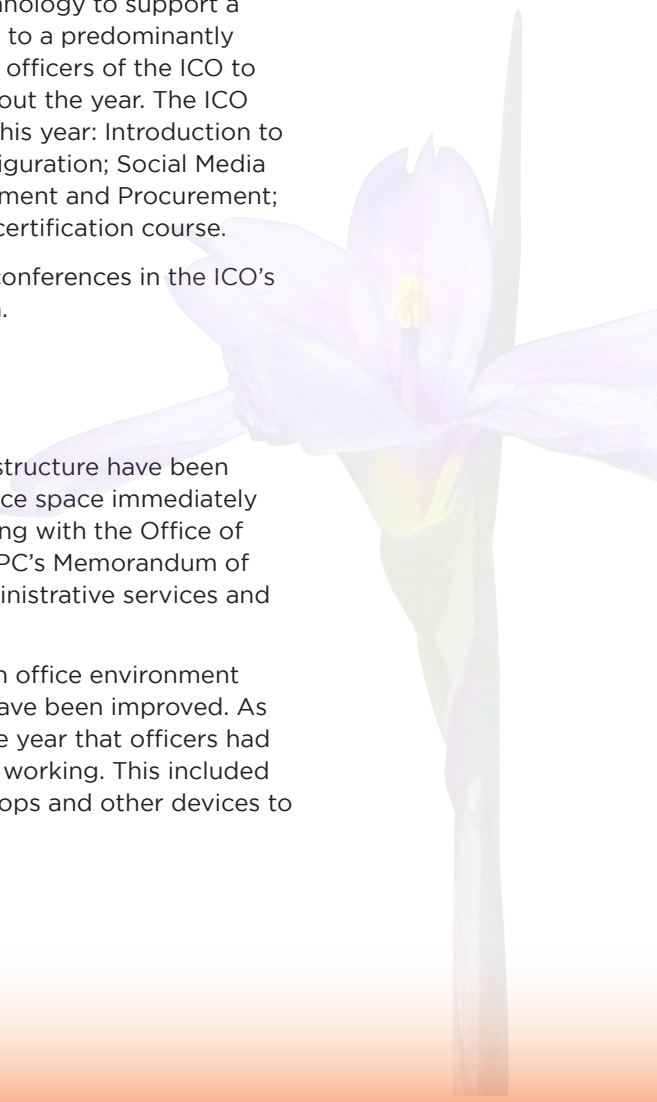 nology to support a
to a predominantly
officers of the ICO to
out the year. The ICO
his year: Introduction to
iguration; Social Media
ment and Procurement;
certification course.
conferences in the ICO's
structure have been
ce space immediately
ng with the Office of
PC's Memorandum of
inistrative services and
n office environment
ave been improved. As
e year that officers had
working. This included
ops and other devices to